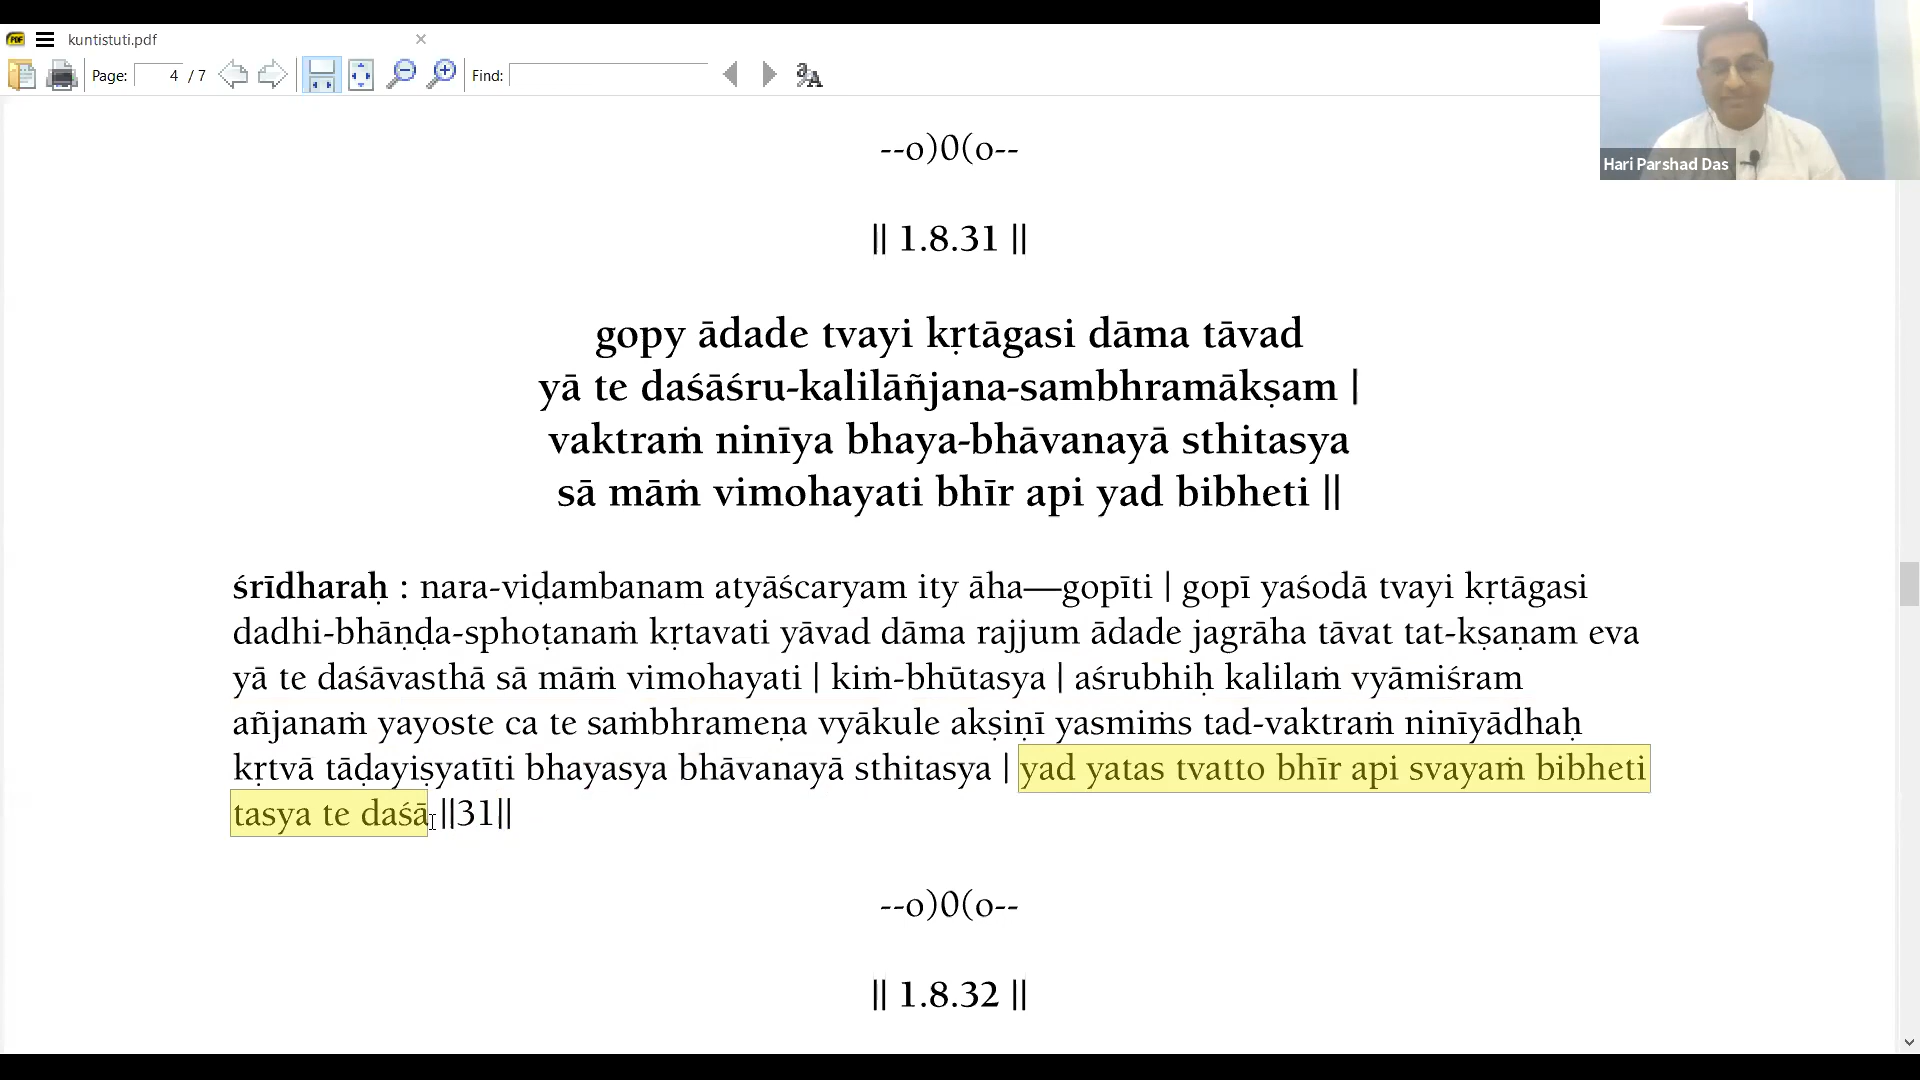 kuntistuti.pdf
Page: 4 / 7 Find:
Hari Parshad Das
--o)0(o--
|| 1.8.31 ||
gopy ādade tvayi kṛtāgasi dāma tāvad
yā te daśāśru-kalilāñjana-sambhramākṣam |
vaktraṁ ninīya bhaya-bhāvanayā sthitasya
sā māṁ vimohayati bhīr api yad bibheti ||
śrīdharaḥ : nara-viḍambanam atyāścaryam ity āha—gopīti | gopī yaśodā tvayi kṛtāgasi
dadhi-bhāṇḍa-sphoṭanaṁ kṛtavati yāvad dāma rajjum ādade jagrāha tāvat tat-kṣaṇam eva
yā te daśāvasthā sā māṁ vimohayati | kiṁ-bhūtasya | aśrubhiḥ kalilaṁ vyāmiśram
añjanaṁ yayoste ca te saṁbhrameṇa vyākule akṣiṇī yasmiṁs tad-vaktraṁ ninīyādhaḥ
kṛtvā tāḍayiṣyatīti bhayasya bhāvanayā sthitasya | yad yatas tvatto bhīr api svayaṁ bibheti
tasya te daśā ||31||
--o)0(o--
|| 1.8.32 ||